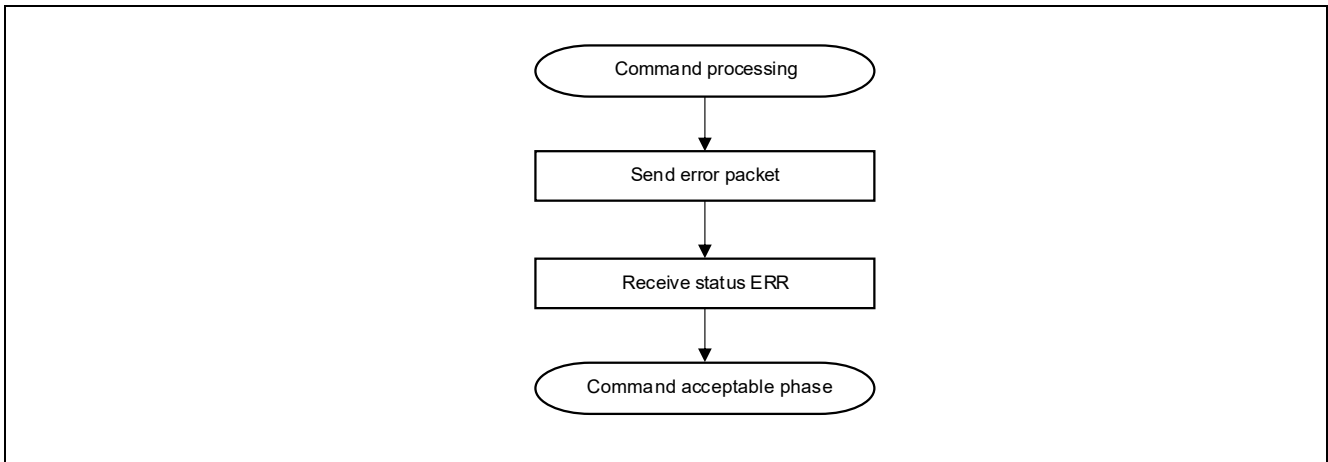 Command processing
Send error packet
Receive status ERR
Command acceptable phase